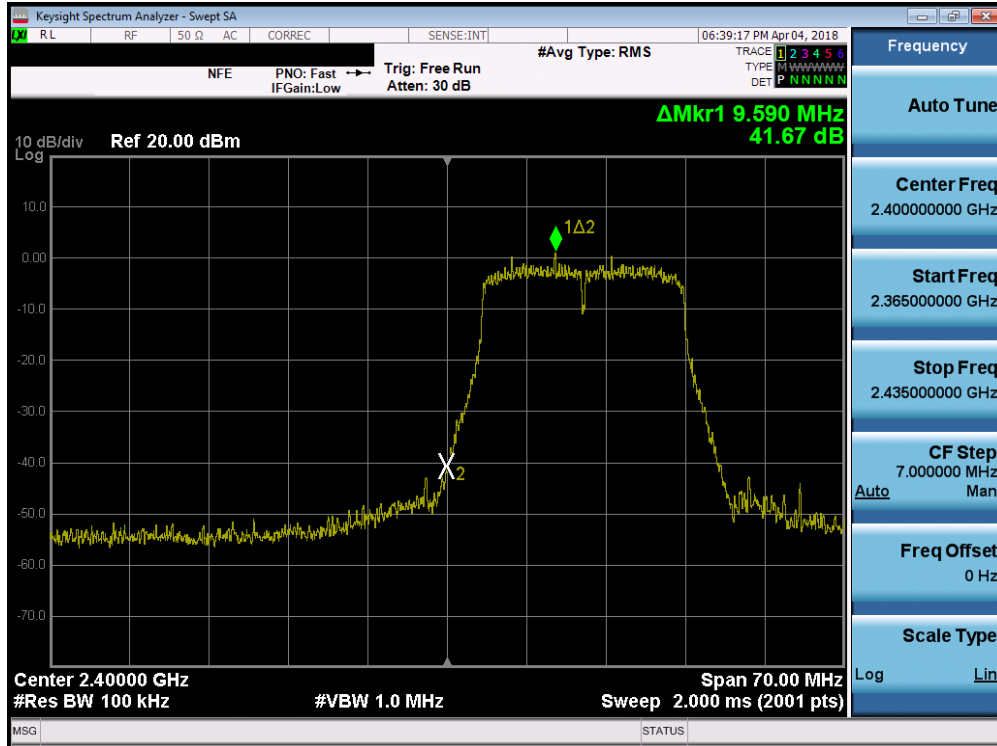 Keysight Spectrum Analyzer - Swept SA
LXI RL RF 50 Ω AC CORREC SENSE:INT 06:39:17 PM Apr 04, 2018
#Avg Type: RMS TRACE 1 2 3 4 5 6
TYPE M W W W W W
DET P N N N N N
NFE PNO: Fast Trig: Free Run
IFGain:Low Atten: 30 dB
ΔMkr1 9.590 MHz
41.67 dB
10 dB/div Ref 20.00 dBm
Log
10.0
1Δ2
0.00
-10.0
-20.0
-30.0
-40.0
X2
-50.0
-60.0
-70.0
Center 2.40000 GHz Span 70.00 MHz
#Res BW 100 kHz #VBW 1.0 MHz Sweep 2.000 ms (2001 pts)
MSG STATUS
Frequency
Auto Tune
Center Freq
2.400000000 GHz
Start Freq
2.365000000 GHz
Stop Freq
2.435000000 GHz
CF Step
7.000000 MHz
Auto Man
Freq Offset
0 Hz
Scale Type
Log Lin